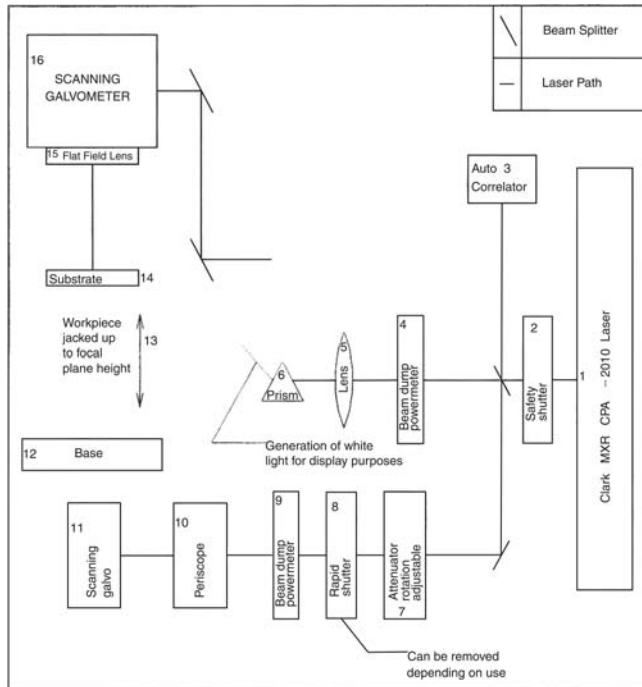 Beam Splitter
Laser Path
16
SCANNING
GALVOMETER
15 Flat Field Lens
Auto 3
Correlator
Substrate 14
Workpiece
jacked up
to focal
plane height
13
4
Beam dump
powermeter
5
Lens
6
Prism
2
Safety
shutter
1
Clark MXR CPA – 2010 Laser
Generation of white
light for display purposes
12 Base
11
Scanning
galvo
10
Periscope
9
Beam dump
powermeter
8
Rapid
shutter
Attenuator
rotation
adjustable
7
Can be removed
depending on use